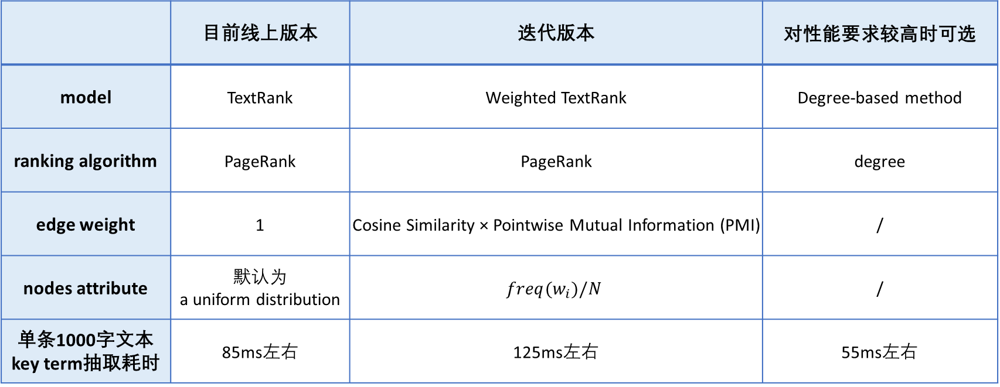 目前线上版本
迭代版本
对性能要求较高时可选
model
TextRank
Weighted TextRank
Degree-based method
ranking algorithm
PageRank
PageRank
degree
edge weight
1
Cosine Similarity × Pointwise Mutual Information (PMI)
/
nodes attribute
默认为
a uniform distribution
freq(wᵢ)/N
/
单条1000字文本
key term抽取耗时
85ms左右
125ms左右
55ms左右